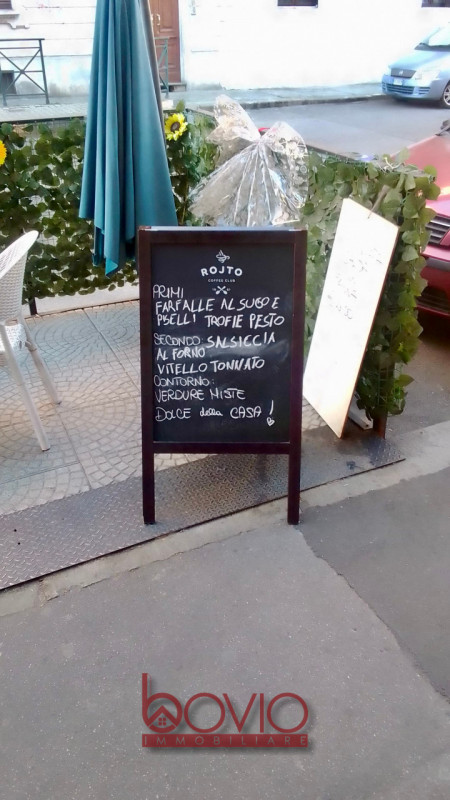 ROJTO
COFFEE CLUB
PRIMI
FARFALLE AL SUGO E
PISELLI TROFIE PESTO
SECONDO: SALSICCIA
AL FORNO
VITELLO TONNATO
CONTORNO:
VERDURE MISTE
DOLCE della CASA!
bovio
IMMOBILIARE